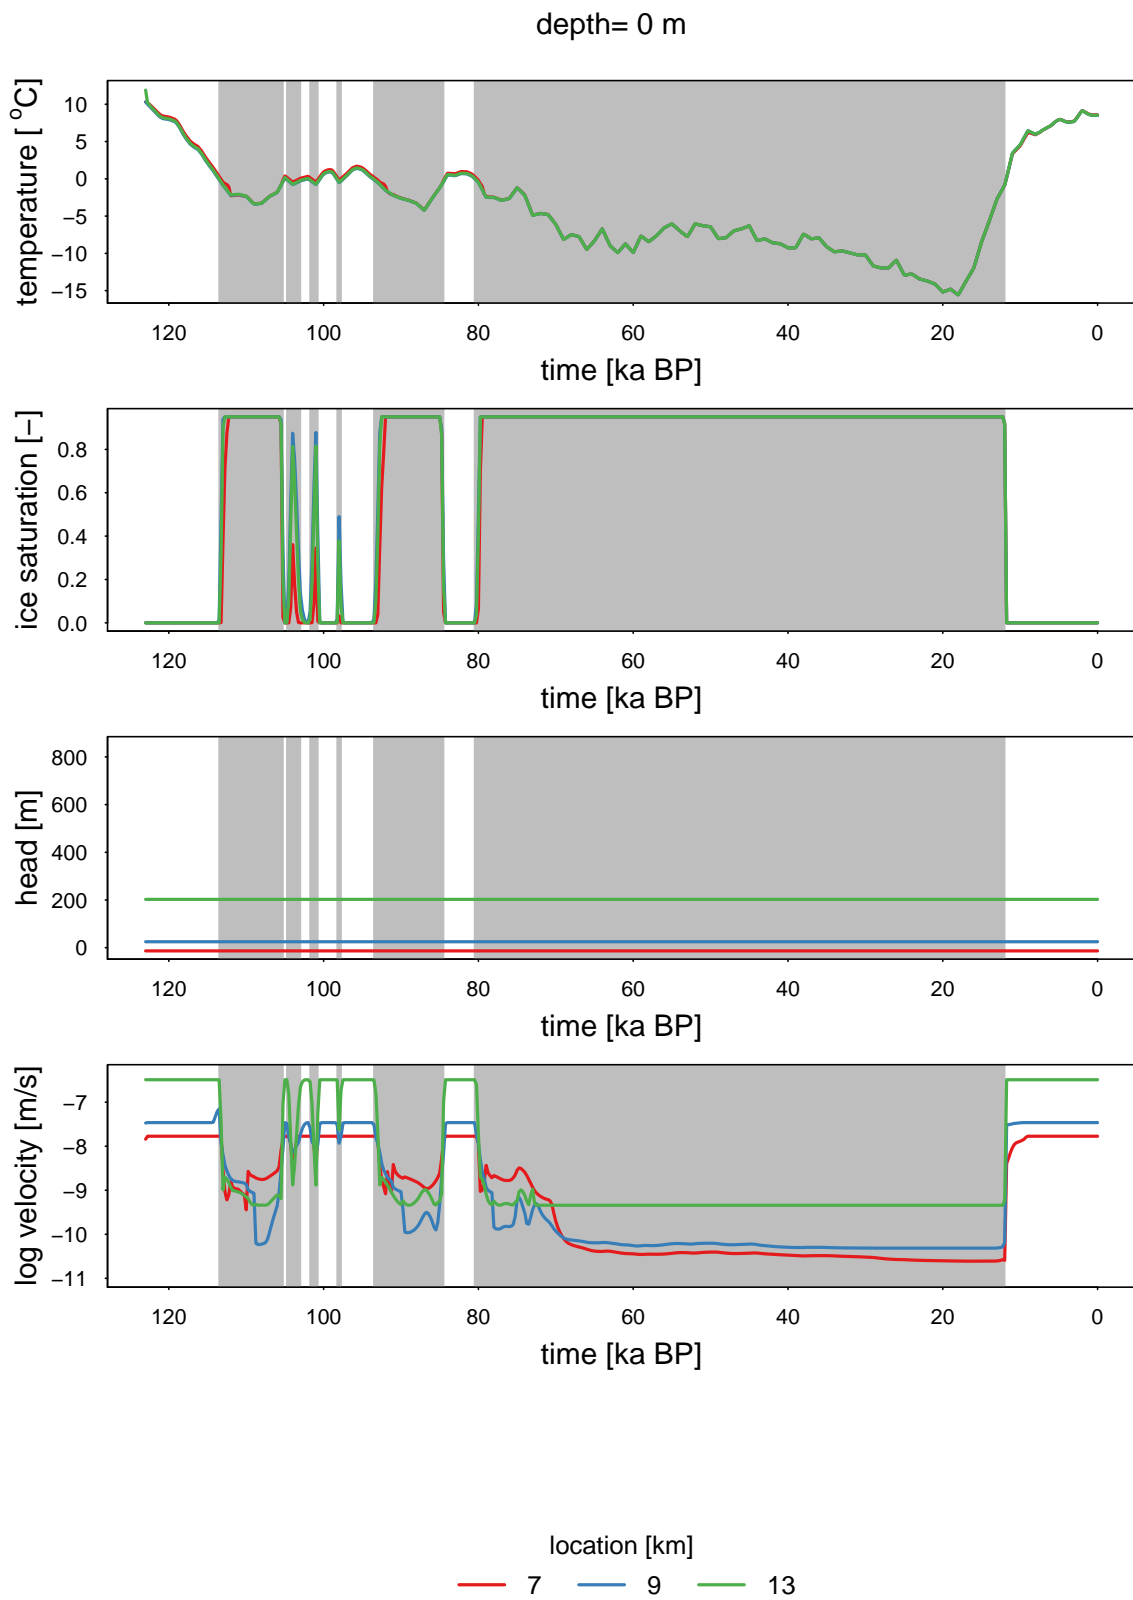 depth= 0 m
temperature [ °C]
10
5
0
−5
−10
−15
120 100 80 60 40 20 0
time [ka BP]
ice saturation [−]
0.8
0.6
0.4
0.2
0.0
120 100 80 60 40 20 0
time [ka BP]
head [m]
800
600
400
200
0
120 100 80 60 40 20 0
time [ka BP]
log velocity [m/s]
−7
−8
−9
−10
−11
120 100 80 60 40 20 0
time [ka BP]
location [km]
7 9 13